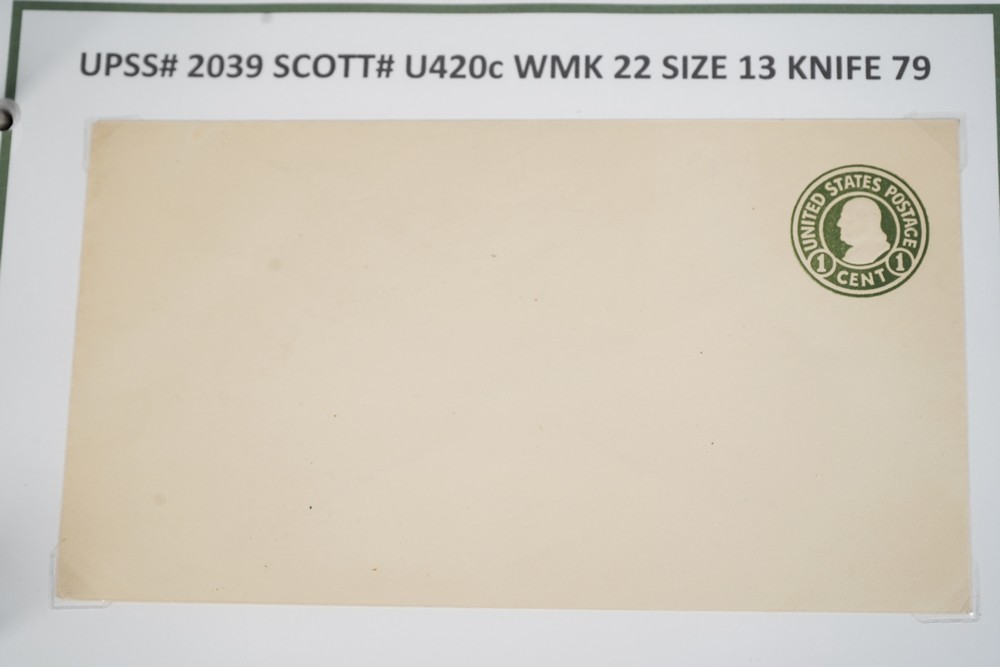 UPSS# 2039 SCOTT# U420c WMK 22 SIZE 13 KNIFE 79
UNITED STATES POSTAGE
1 CENT 1